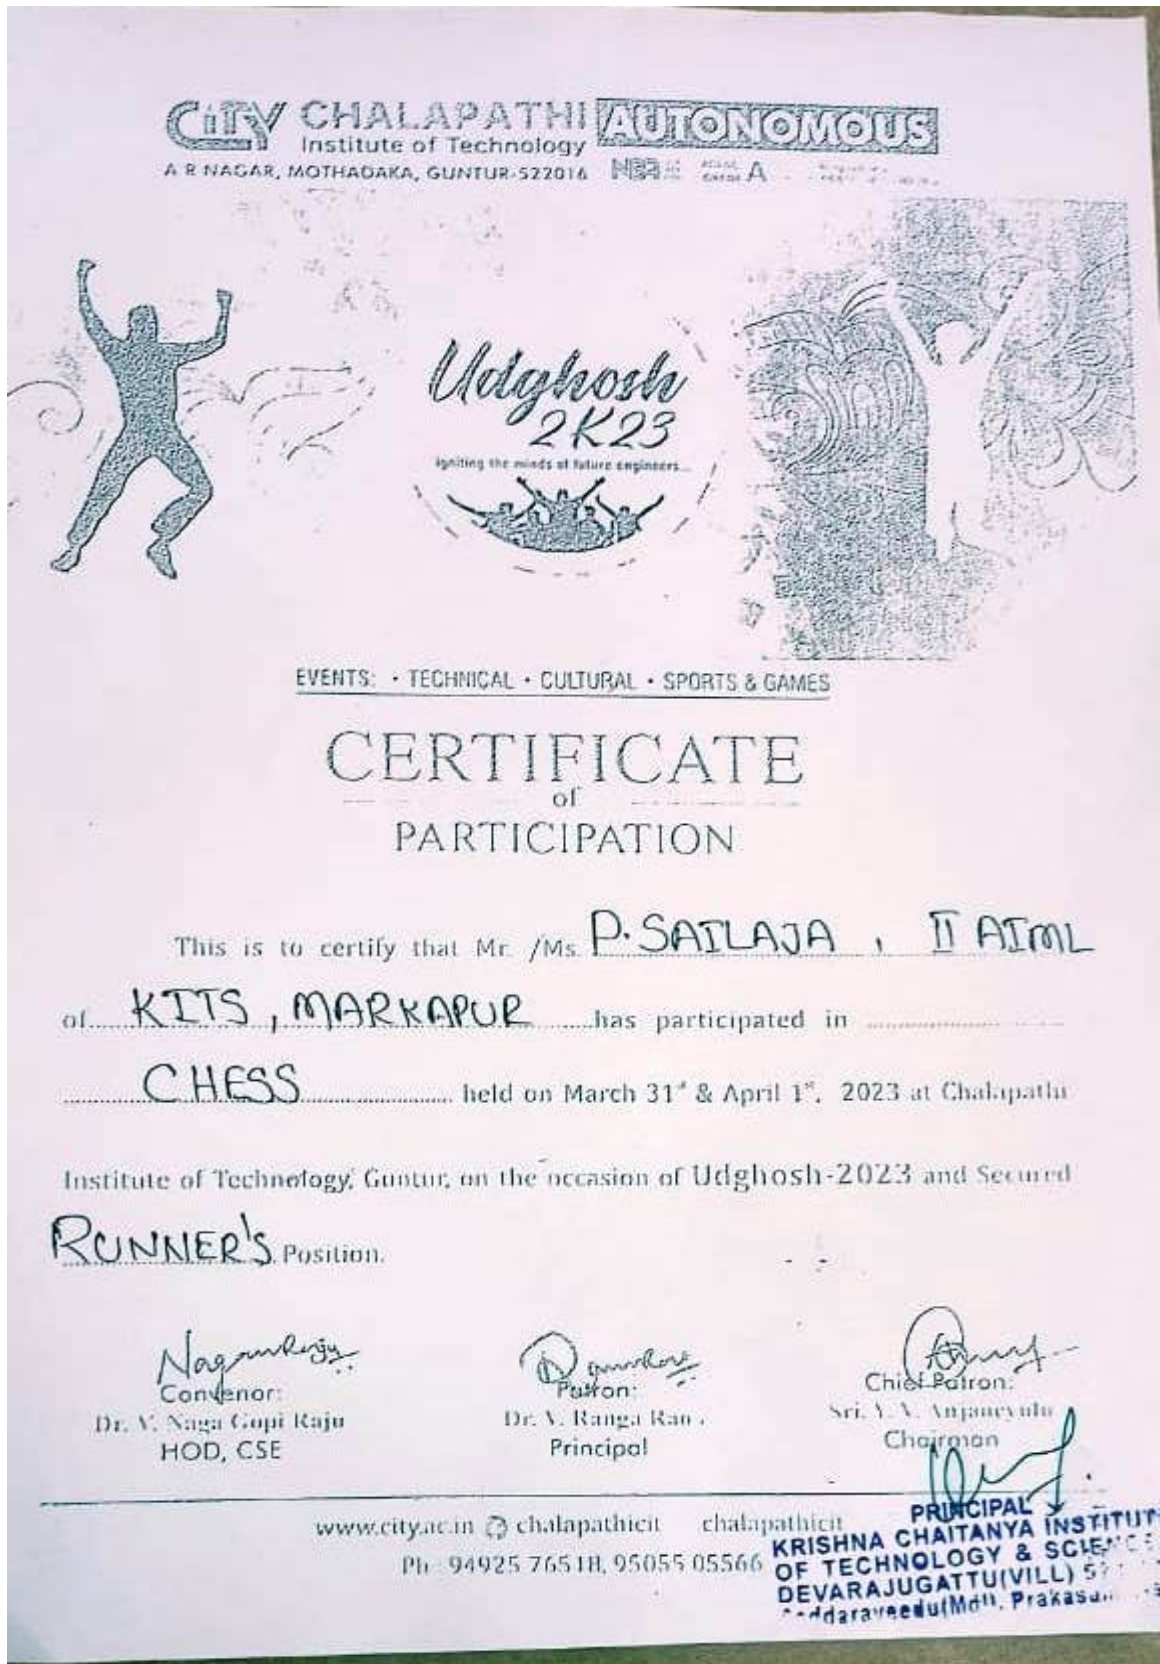 CITY CHALAPATHI AUTONOMOUS
Institute of Technology
A R NAGAR, MOTHADAKA, GUNTUR-522016 NBA A
Udghosh
2K23
Igniting the minds of future engineers...
EVENTS: • TECHNICAL • CULTURAL • SPORTS & GAMES
CERTIFICATE
of
PARTICIPATION
This is to certify that Mr. /Ms. P. SAILAJA , II AIML
of KITS, MARKAPUR has participated in
CHESS held on March 31st & April 1st, 2023 at Chalapathi
Institute of Technology, Guntur, on the occasion of Udghosh-2023 and Secured
RUNNER'S Position.
Convenor: Patron: Chief Patron:
Dr. V. Naga Gopi Raju Dr. V. Ranga Rao Sri. Y. V. Anjaneyulu
HOD, CSE Principal Chairman
www.city.ac.in chalapathicit chalapathicit
Ph : 94925 76518, 95055 05566
PRINCIPAL
KRISHNA CHAITANYA INSTITUT
OF TECHNOLOGY & SCIENCE
DEVARAJUGATTU(VILL)